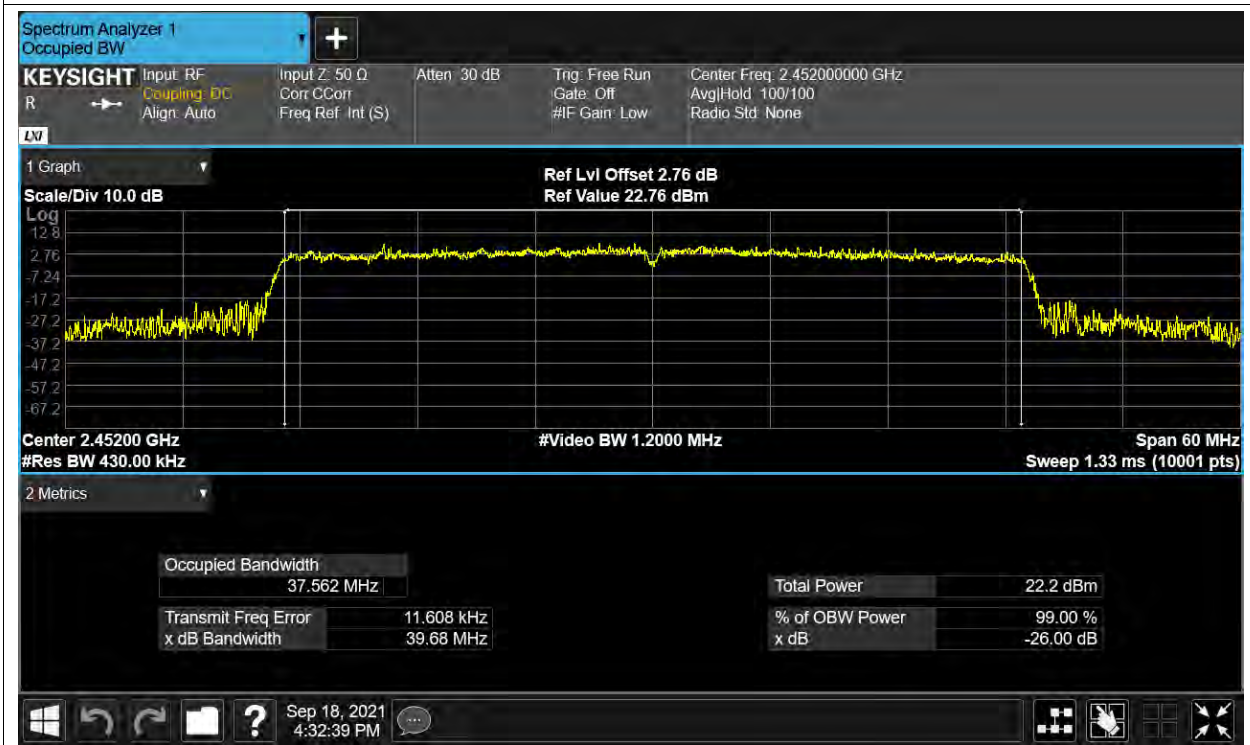 Spectrum Analyzer 1
Occupied BW
+
KEYSIGHT Input: RF Input Z: 50 Ω Atten: 30 dB Trig: Free Run Center Freq: 2.452000000 GHz
R Coupling: DC Corr CCorr Gate: Off Avg|Hold: 100/100
Align: Auto Freq Ref: Int (S) #IF Gain: Low Radio Std: None
LXI
1 Graph
Ref Lvl Offset 2.76 dB
Scale/Div 10.0 dB Ref Value 22.76 dBm
Log
12.8
2.76
-7.24
-17.2
-27.2
-37.2
-47.2
-57.2
-67.2
Center 2.45200 GHz #Video BW 1.2000 MHz Span 60 MHz
#Res BW 430.00 kHz Sweep 1.33 ms (10001 pts)
2 Metrics
Occupied Bandwidth
37.562 MHz Total Power 22.2 dBm
Transmit Freq Error 11.608 kHz % of OBW Power 99.00 %
x dB Bandwidth 39.68 MHz x dB -26.00 dB
? Sep 18, 2021
4:32:39 PM